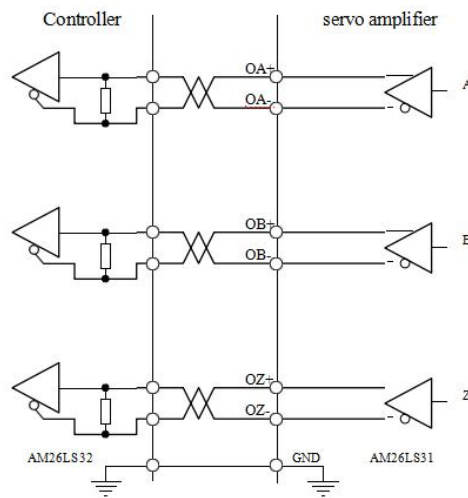 Controller servo amplifier
OA+
A
OA-
OB+
B
OB-
OZ+
Z
OZ-
AM26LS32 GND AM26LS31